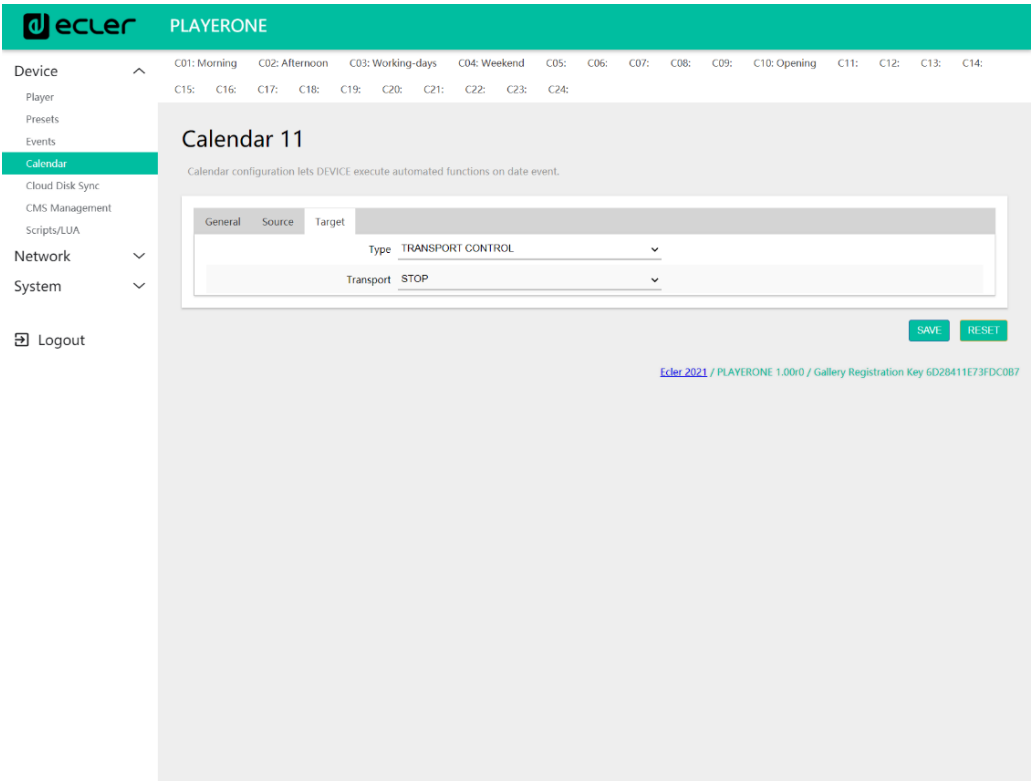 ecler PLAYERONE
Device
Player
Presets
Events
Calendar
Cloud Disk Sync
CMS Management
Scripts/LUA
Network
System
Logout
C01: Morning C02: Afternoon C03: Working-days C04: Weekend C05: C06: C07: C08: C09: C10: Opening C11: C12: C13: C14:
C15: C16: C17: C18: C19: C20: C21: C22: C23: C24:
Calendar 11
Calendar configuration lets DEVICE execute automated functions on date event.
General Source Target
Type TRANSPORT CONTROL
Transport STOP
SAVE RESET
Ecler 2021 / PLAYERONE 1.00r0 / Gallery Registration Key 6D28411E73FDC0B7